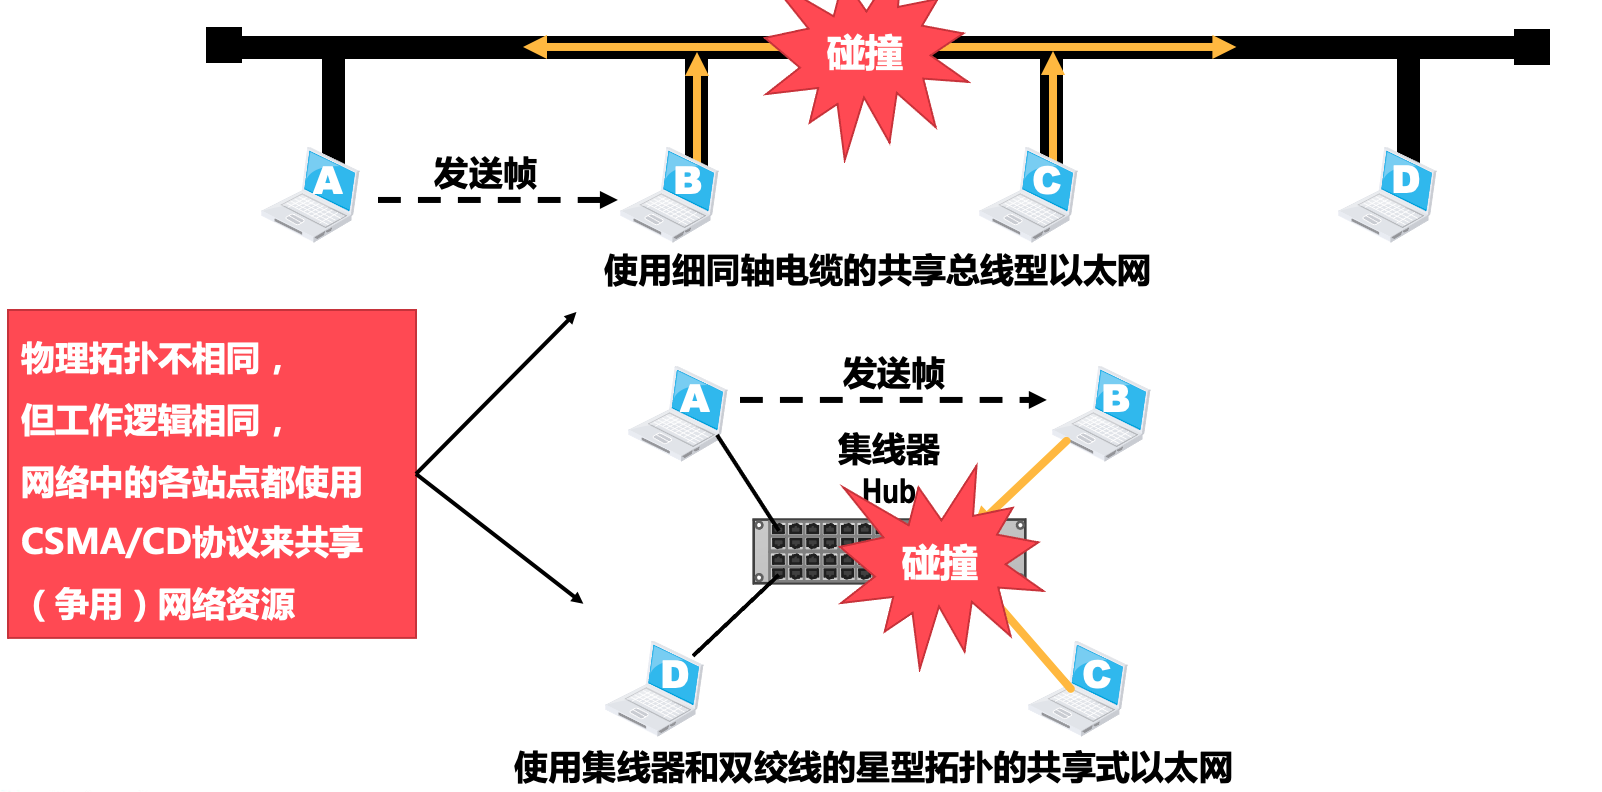 碰撞
A
发送帧
B
C
D
使用细同轴电缆的共享总线型以太网
物理拓扑不相同，
但工作逻辑相同，
网络中的各站点都使用
CSMA/CD协议来共享
（争用）网络资源
A
发送帧
B
集线器
Hub
碰撞
D
C
使用集线器和双绞线的星型拓扑的共享式以太网